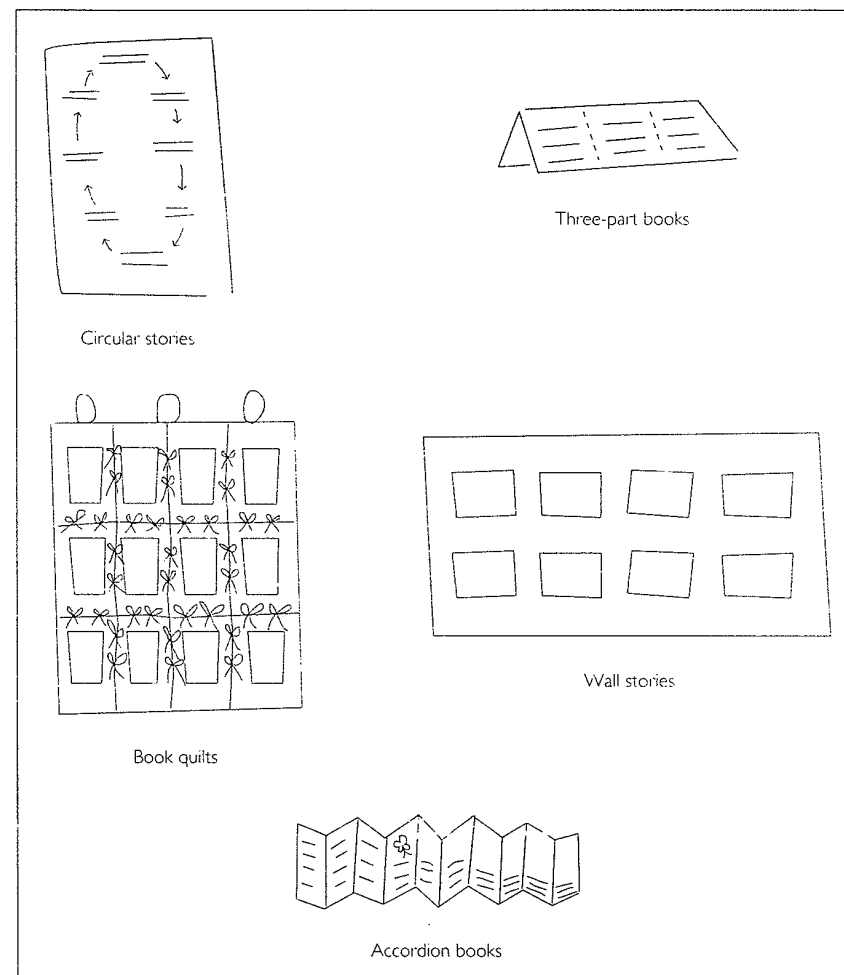 Circular stories
Three-part books
Book quilts
Wall stories
Accordion books